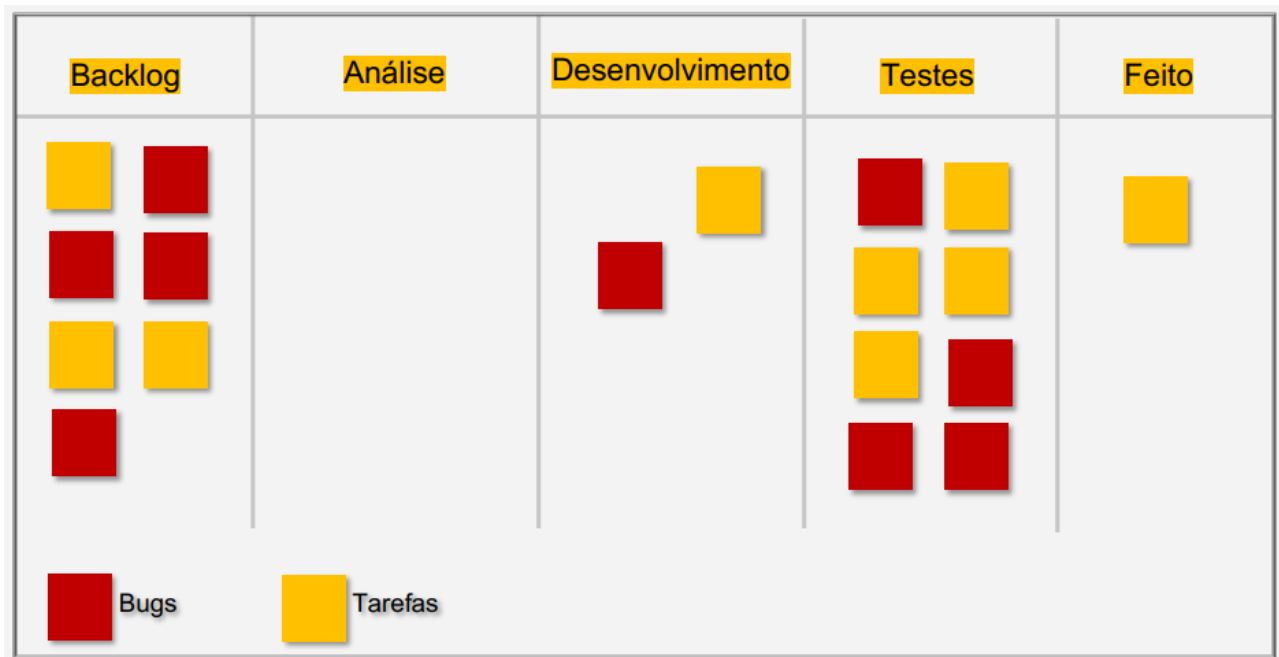 Backlog
Análise
Desenvolvimento
Testes
Feito
Bugs
Tarefas